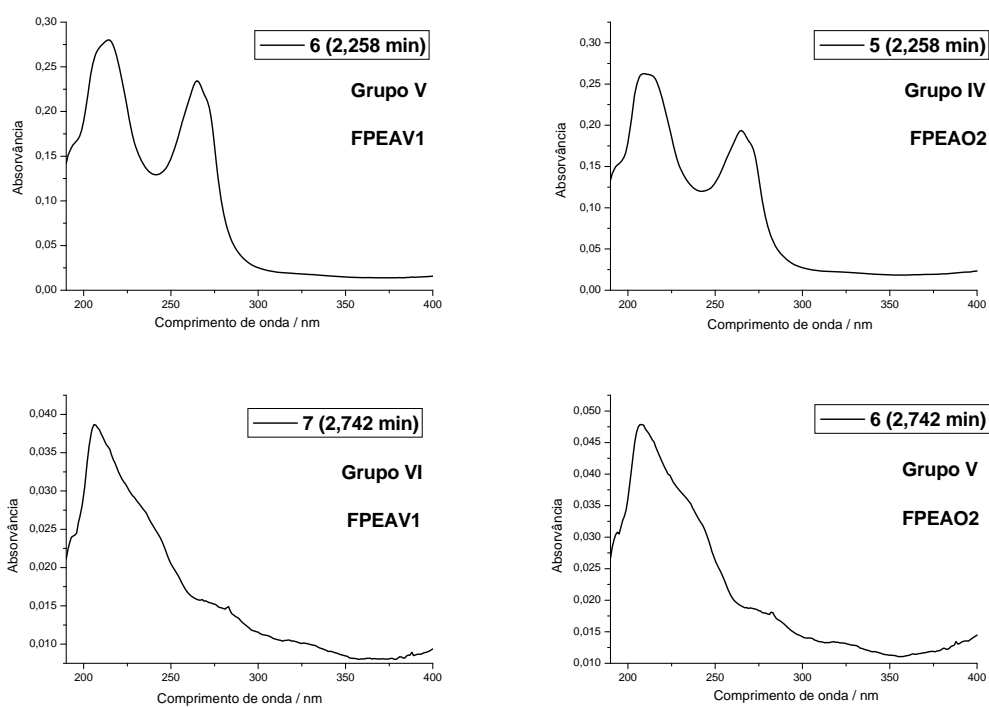 0,30
0,25
0,20
0,15
0,10
0,05
0,00
200
250
300
350
400
Absorvância
Comprimento de onda / nm
6 (2,258 min)
Grupo V
FPEAV1
0,30
0,25
0,20
0,15
0,10
0,05
0,00
200
250
300
350
400
Absorvância
Comprimento de onda / nm
5 (2,258 min)
Grupo IV
FPEAO2
0,040
0,035
0,030
0,025
0,020
0,015
0,010
200
250
300
350
400
Absorvância
Comprimento de onda / nm
7 (2,742 min)
Grupo VI
FPEAV1
0,050
0,045
0,040
0,035
0,030
0,025
0,020
0,015
0,010
200
250
300
350
400
Absorvância
Comprimento de onda / nm
6 (2,742 min)
Grupo V
FPEAO2